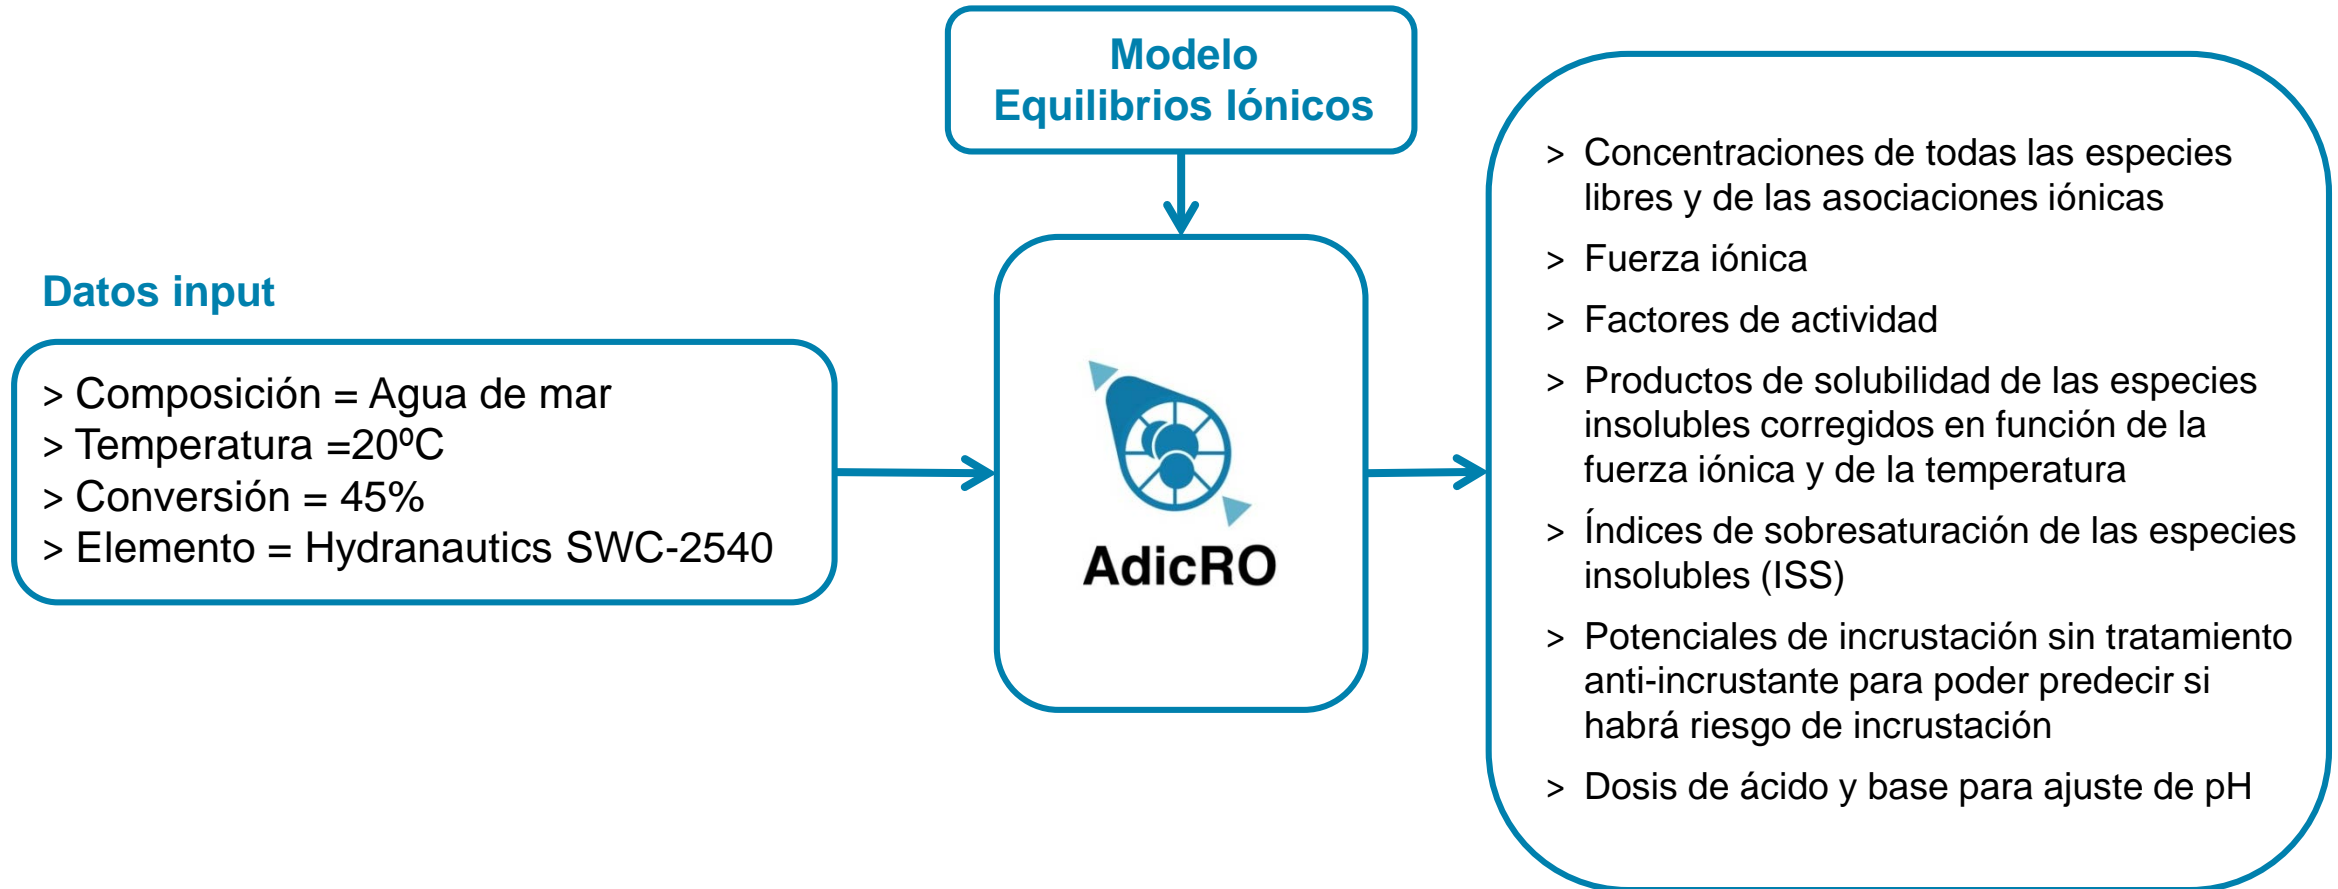 Modelo
Equilibrios Iónicos
Datos input
> Composición = Agua de mar
> Temperatura =20ºC
> Conversión = 45%
> Elemento = Hydranautics SWC-2540
AdicRO
> Concentraciones de todas las especies
libres y de las asociaciones iónicas
> Fuerza iónica
> Factores de actividad
> Productos de solubilidad de las especies
insolubles corregidos en función de la
fuerza iónica y de la temperatura
> Índices de sobresaturación de las especies
insolubles (ISS)
> Potenciales de incrustación sin tratamiento
anti-incrustante para poder predecir si
habrá riesgo de incrustación
> Dosis de ácido y base para ajuste de pH